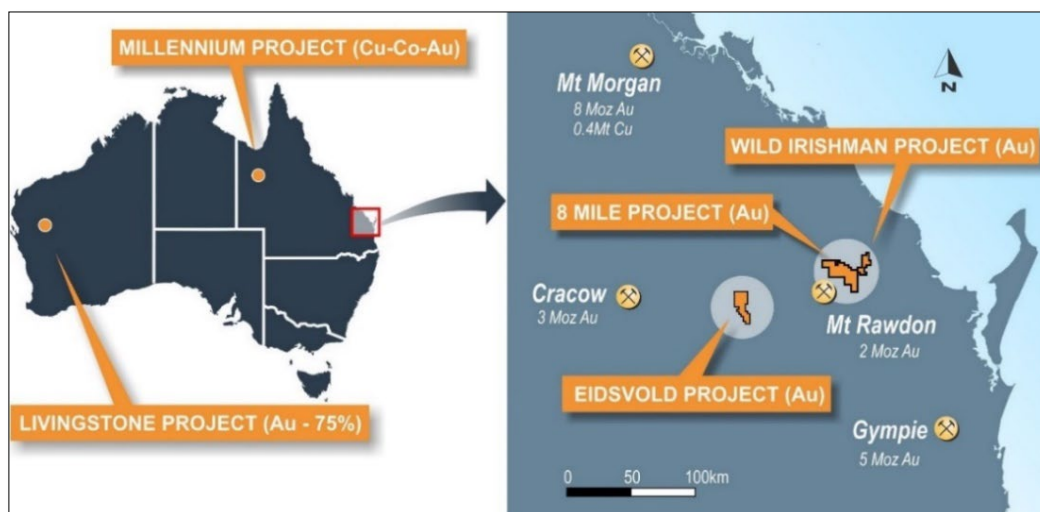 MILLENNIUM PROJECT (Cu-Co-Au)
LIVINGSTONE PROJECT (Au - 75%)
Mt Morgan
8 Moz Au
0.4Mt Cu
N
WILD IRISHMAN PROJECT (Au)
8 MILE PROJECT (Au)
Cracow
3 Moz Au
Mt Rawdon
2 Moz Au
EIDSVOLD PROJECT (Au)
Gympie
5 Moz Au
0 50 100km